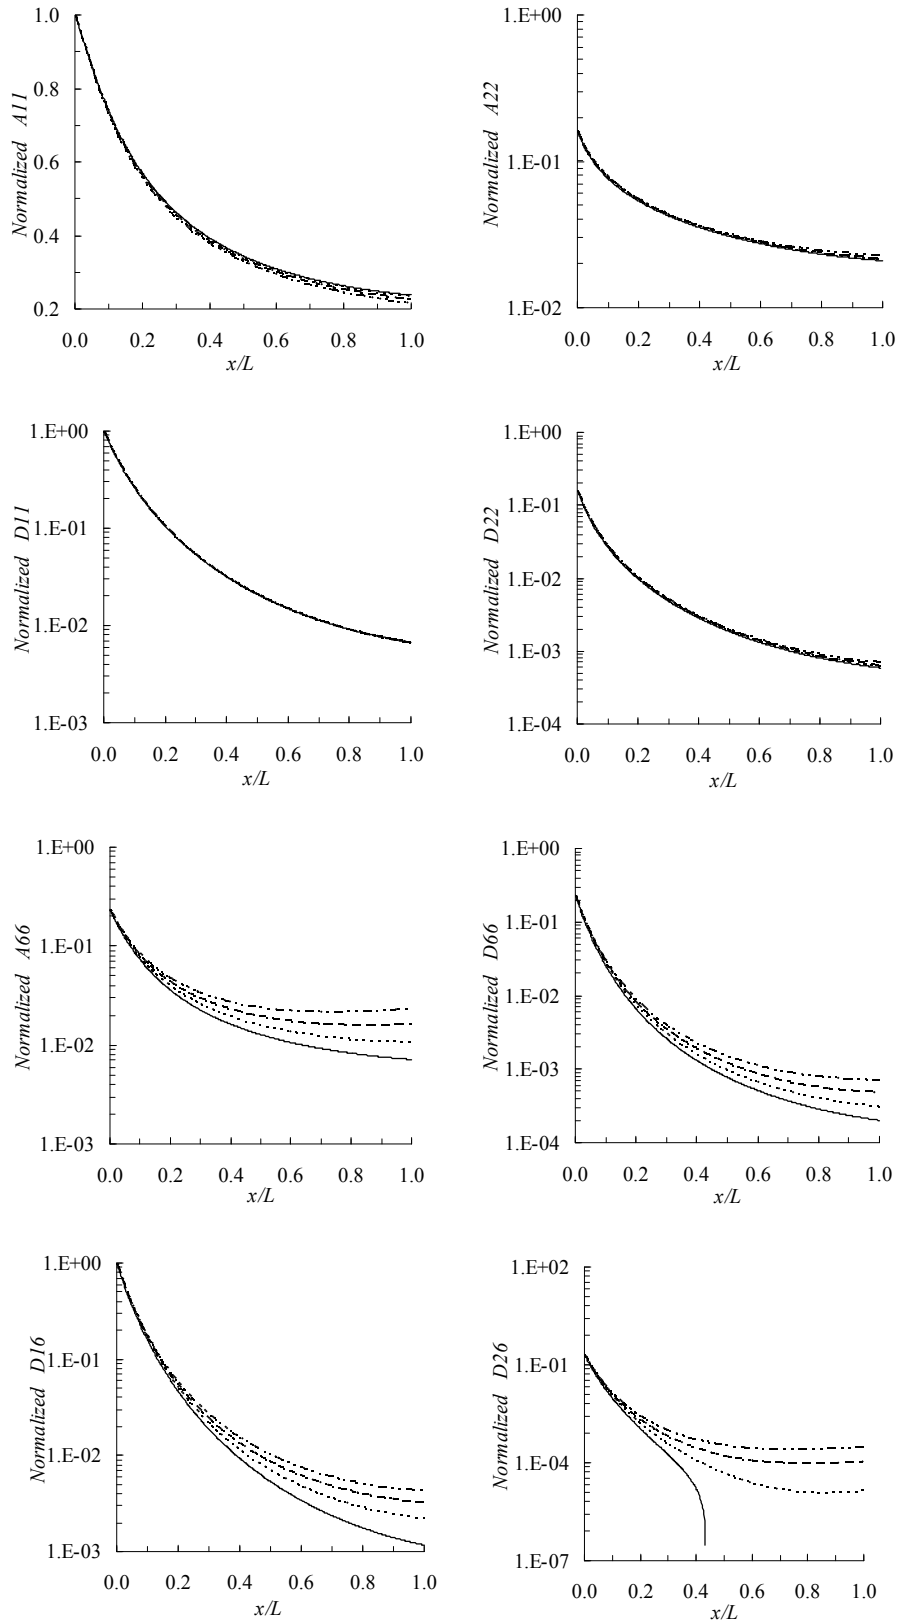 1.0
0.8
0.6
0.4
0.2
Normalized A11
0.0 0.2 0.4 0.6 0.8 1.0
x/L
1.E+00
1.E-01
1.E-02
Normalized A22
0.0 0.2 0.4 0.6 0.8 1.0
x/L
1.E+00
1.E-01
1.E-02
1.E-03
Normalized D11
0.0 0.2 0.4 0.6 0.8 1.0
x/L
1.E+00
1.E-01
1.E-02
1.E-03
1.E-04
Normalized D22
0.0 0.2 0.4 0.6 0.8 1.0
x/L
1.E+00
1.E-01
1.E-02
1.E-03
Normalized A66
0.0 0.2 0.4 0.6 0.8 1.0
x/L
1.E+00
1.E-01
1.E-02
1.E-03
1.E-04
Normalized D66
0.0 0.2 0.4 0.6 0.8 1.0
x/L
1.E+00
1.E-01
1.E-02
1.E-03
Normalized D16
0.0 0.2 0.4 0.6 0.8 1.0
x/L
1.E+02
1.E-01
1.E-04
1.E-07
Normalized D26
0.0 0.2 0.4 0.6 0.8 1.0
x/L